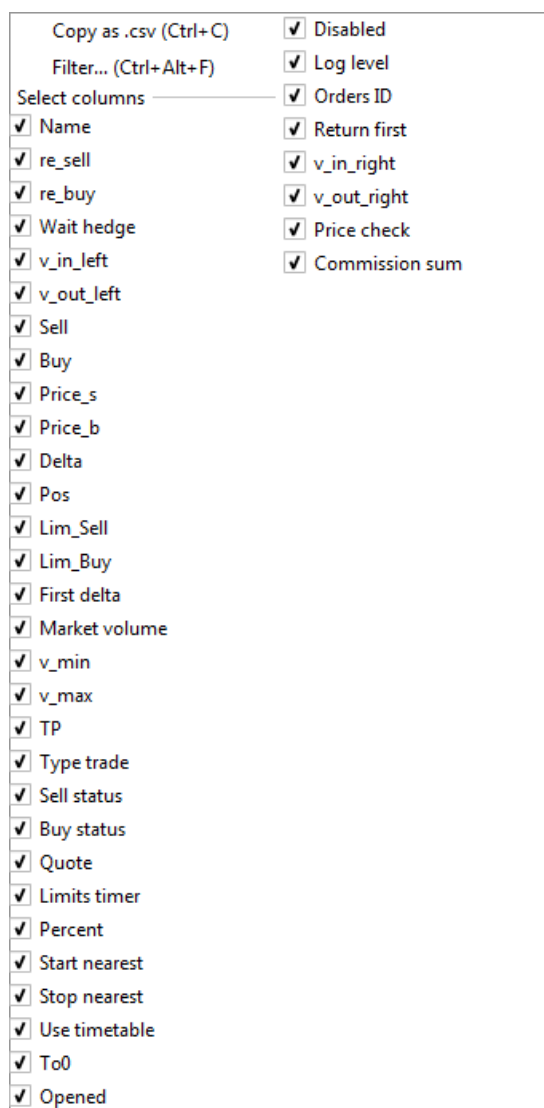 Copy as .csv (Ctrl+C)
Filter... (Ctrl+Alt+F)
Select columns
Name
re_sell
re_buy
Wait hedge
v_in_left
v_out_left
Sell
Buy
Price_s
Price_b
Delta
Pos
Lim_Sell
Lim_Buy
First delta
Market volume
v_min
v_max
TP
Type trade
Sell status
Buy status
Quote
Limits timer
Percent
Start nearest
Stop nearest
Use timetable
To0
Opened
Disabled
Log level
Orders ID
Return first
v_in_right
v_out_right
Price check
Commission sum